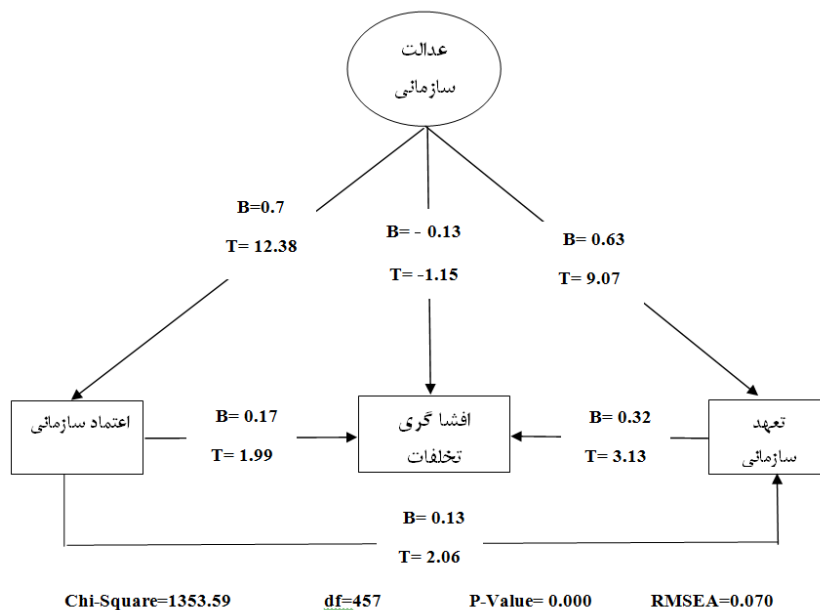 عدالت
سازمانی
B=0.7
T= 12.38
B= - 0.13
T= -1.15
B= 0.63
T= 9.07
اعتماد سازمانی
B= 0.17
T= 1.99
افشا گری
تخلفات
B= 0.32
T= 3.13
تعهد
سازمانی
B= 0.13
T= 2.06
Chi-Square=1353.59 df=457 P-Value= 0.000 RMSEA=0.070